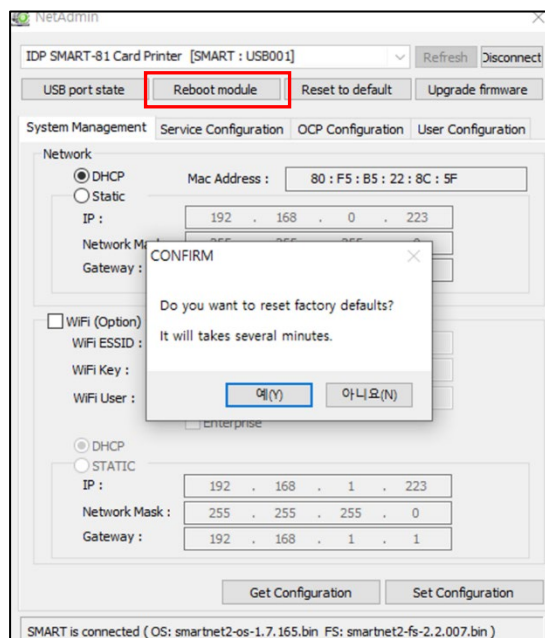 NetAdmin
IDP SMART-81 Card Printer [SMART : USB001]
Refresh
Disconnect
USB port state
Reboot module
Reset to default
Upgrade firmware
System Management
Service Configuration
OCP Configuration
User Configuration
Network
DHCP
Mac Address : 80 : F5 : B5 : 22 : 8C : 5F
Static
IP : 192 . 168 . 0 . 223
Network
Gateway :
CONFIRM
Do you want to reset factory defaults?
It will takes several minutes.
예(Y)
아니요(N)
WiFi (Option)
WiFi ESSID :
WiFi Key :
WiFi User :
Enterprise
DHCP
STATIC
IP : 192 . 168 . 1 . 223
Network Mask : 255 . 255 . 255 . 0
Gateway : 192 . 168 . 1 . 1
Get Configuration
Set Configuration
SMART is connected ( OS: smartnet2-os-1.7.165.bin FS: smartnet2-fs-2.2.007.bin )